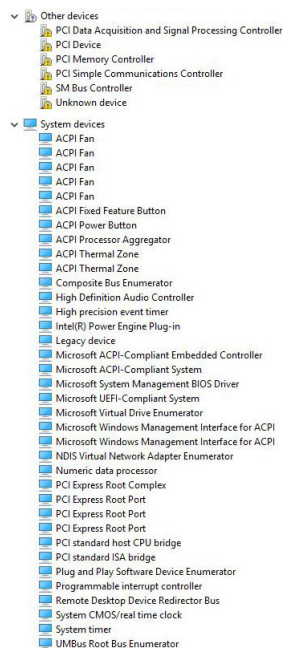 Other devices
PCI Data Acquisition and Signal Processing Controller
PCI Device
PCI Memory Controller
PCI Simple Communications Controller
SM Bus Controller
Unknown device
System devices
ACPI Fan
ACPI Fan
ACPI Fan
ACPI Fan
ACPI Fan
ACPI Fixed Feature Button
ACPI Power Button
ACPI Processor Aggregator
ACPI Thermal Zone
ACPI Thermal Zone
Composite Bus Enumerator
High Definition Audio Controller
High precision event timer
Intel(R) Power Engine Plug-in
Legacy device
Microsoft ACPI-Compliant Embedded Controller
Microsoft ACPI-Compliant System
Microsoft System Management BIOS Driver
Microsoft UEFI-Compliant System
Microsoft Virtual Drive Enumerator
Microsoft Windows Management Interface for ACPI
Microsoft Windows Management Interface for ACPI
NDIS Virtual Network Adapter Enumerator
Numeric data processor
PCI Express Root Complex
PCI Express Root Port
PCI Express Root Port
PCI Express Root Port
PCI standard host CPU bridge
PCI standard ISA bridge
Plug and Play Software Device Enumerator
Programmable interrupt controller
Remote Desktop Device Redirector Bus
System CMOS/real time clock
System timer
UMBus Root Bus Enumerator